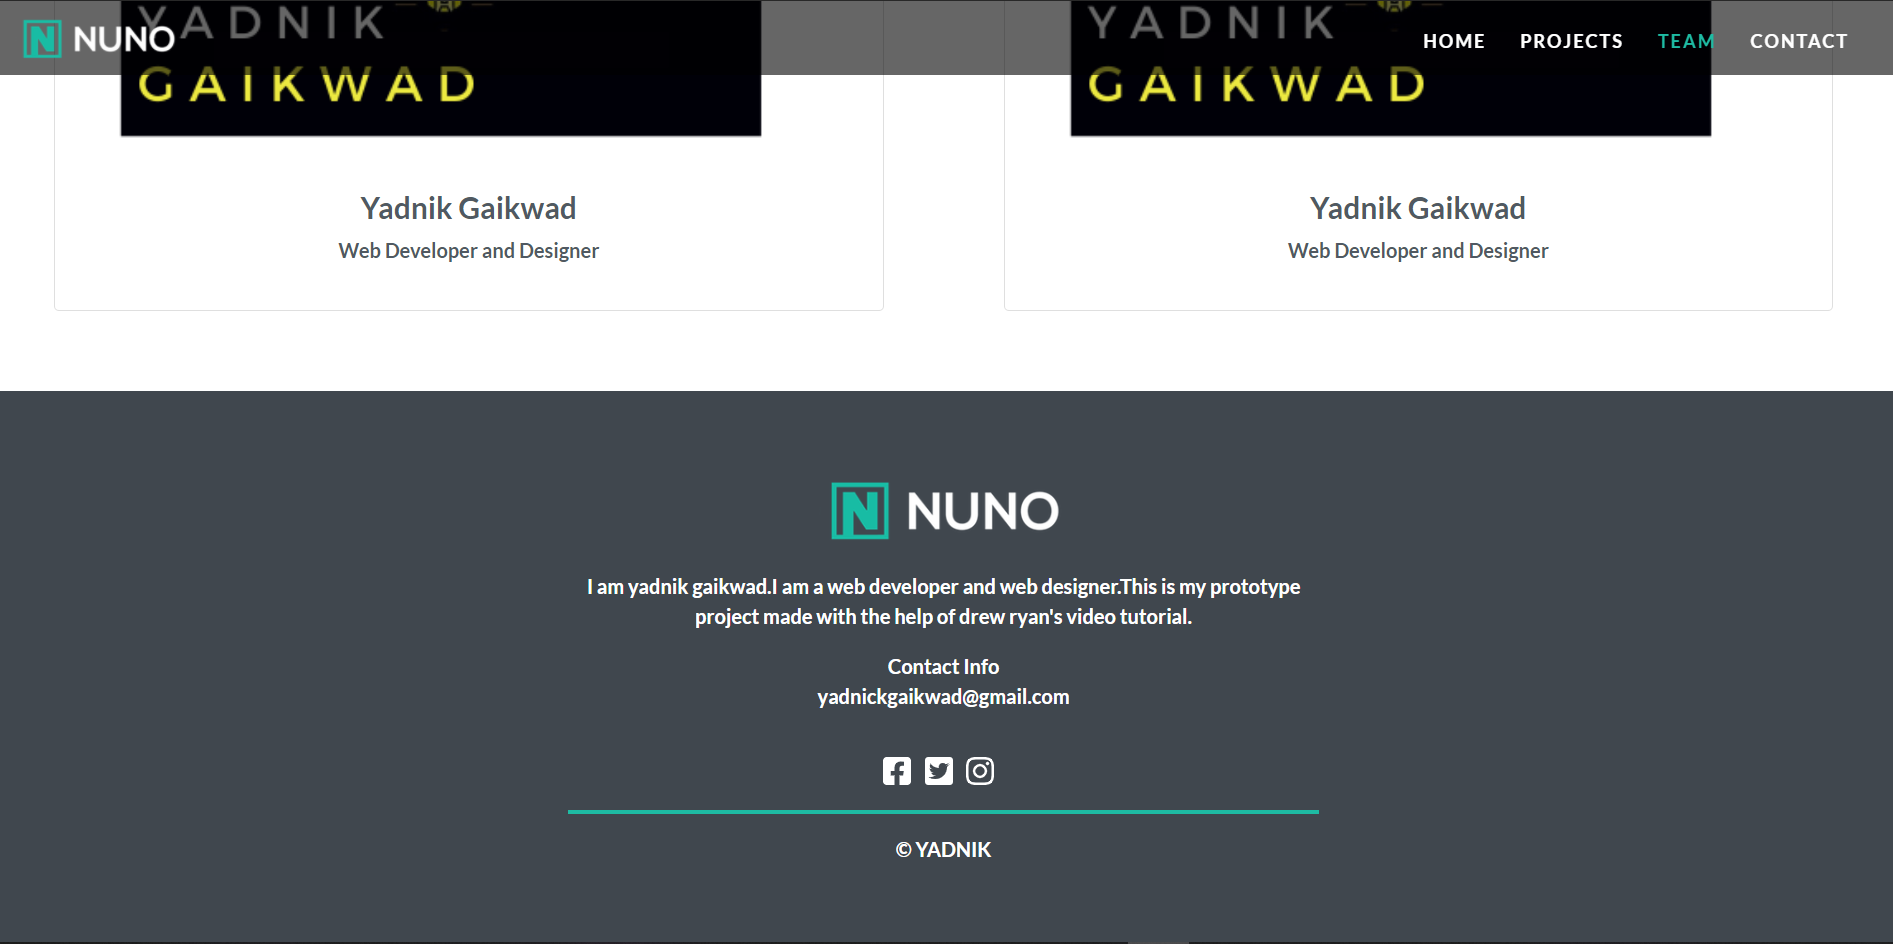 N NUNO
HOME PROJECTS TEAM CONTACT
YADNIK
GAIKWAD
YADNIK
GAIKWAD
Yadnik Gaikwad
Web Developer and Designer
Yadnik Gaikwad
Web Developer and Designer
N NUNO
I am yadnik gaikwad.I am a web developer and web designer.This is my prototype
project made with the help of drew ryan's video tutorial.
Contact Info
yadnickgaikwad@gmail.com
© YADNIK